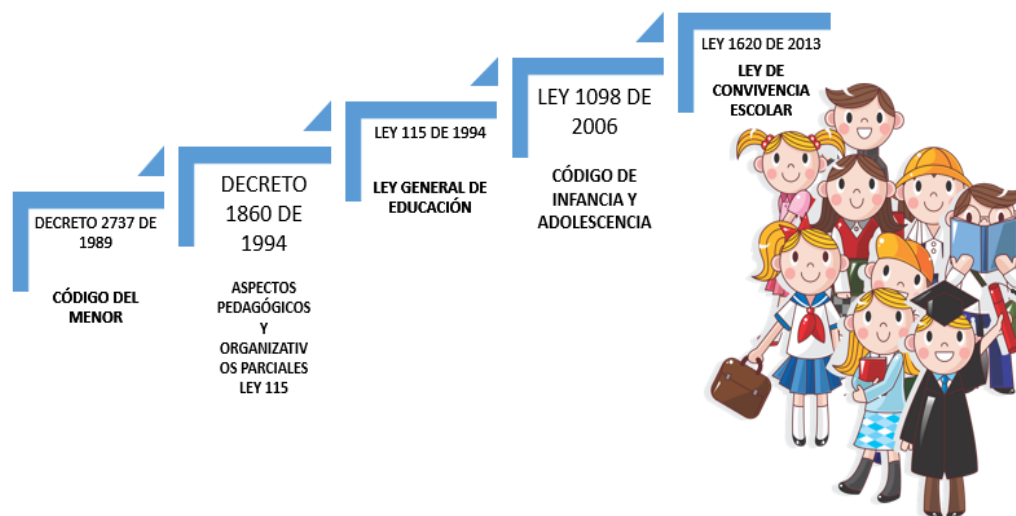 DECRETO 2737 DE
1989
CÓDIGO DEL
MENOR
DECRETO
1860 DE
1994
ASPECTOS
PEDAGÓGICOS
Y
ORGANIZATIV
OS PARCIALES
LEY 115
LEY 115 DE 1994
LEY GENERAL DE
EDUCACIÓN
LEY 1098 DE
2006
CÓDIGO DE
INFANCIA Y
ADOLESCENCIA
LEY 1620 DE 2013
LEY DE
CONVIVENCIA
ESCOLAR